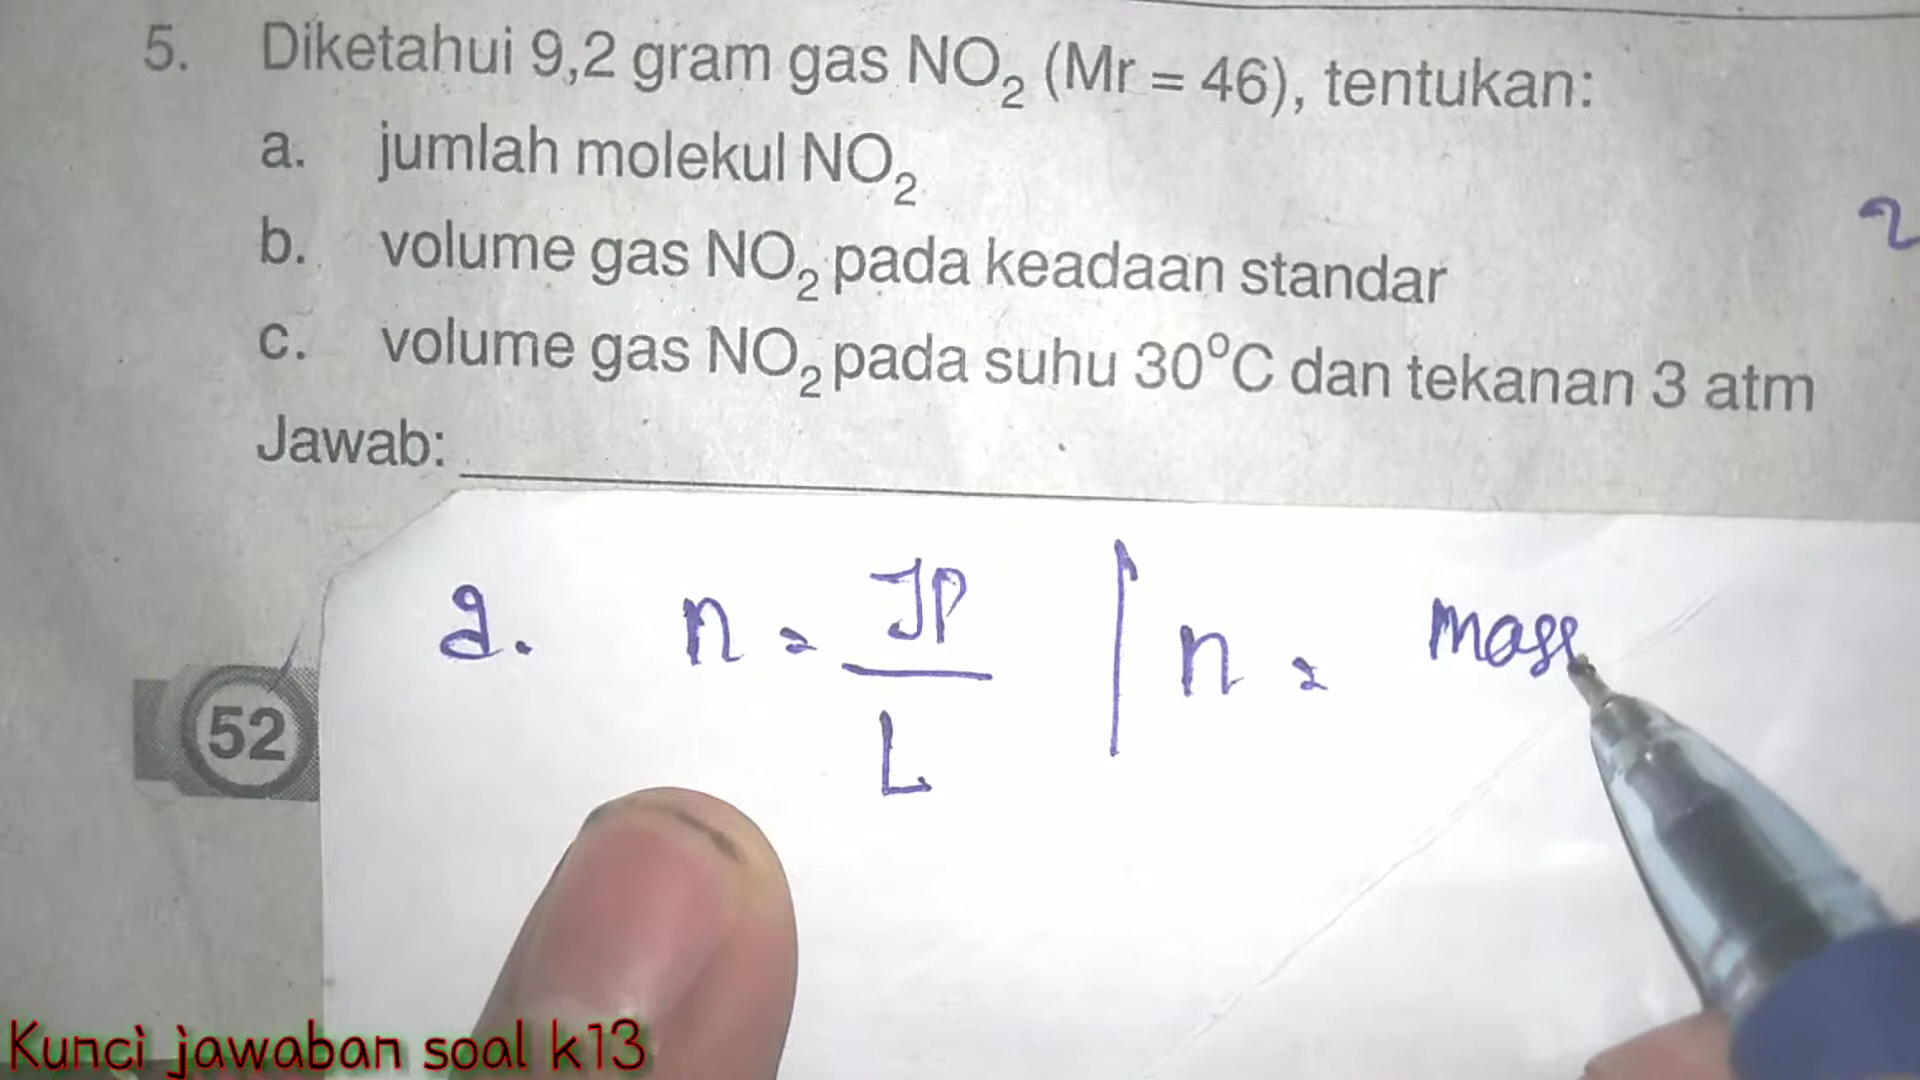 5. Diketahui 9,2 gram gas NO₂ (Mr = 46), tentukan:
a. jumlah molekul NO₂
b. volume gas NO₂ pada keadaan standar
c. volume gas NO₂ pada suhu 30°C dan tekanan 3 atm
Jawab:
a. n = JP / L | n = mass
52
Kunci jawaban soal k13